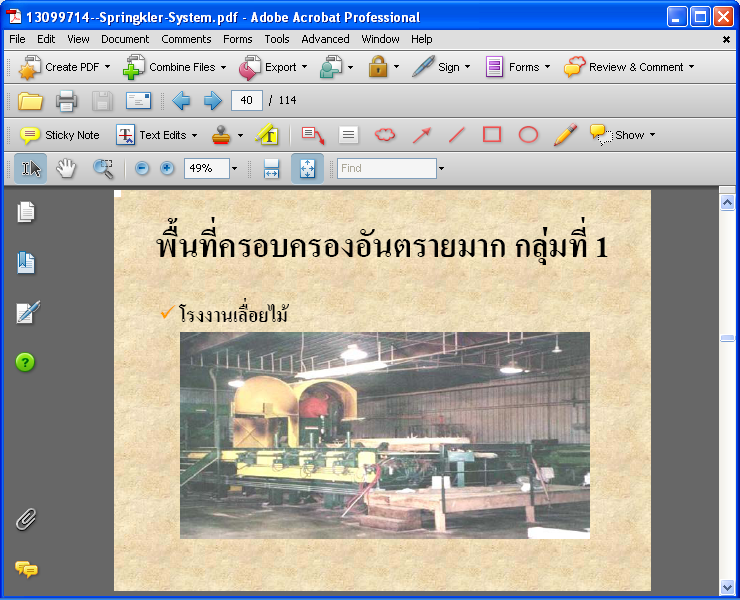 13099714--Springkler-System.pdf - Adobe Acrobat Professional
File Edit View Document Comments Forms Tools Advanced Window Help
Create PDF Combine Files Export Sign Forms Review & Comment
40 / 114
Sticky Note Text Edits Show
49% Find
พื้นที่ครอบครองอันตรายมาก กลุ่มที่ 1
โรงงานเลื่อยไม้